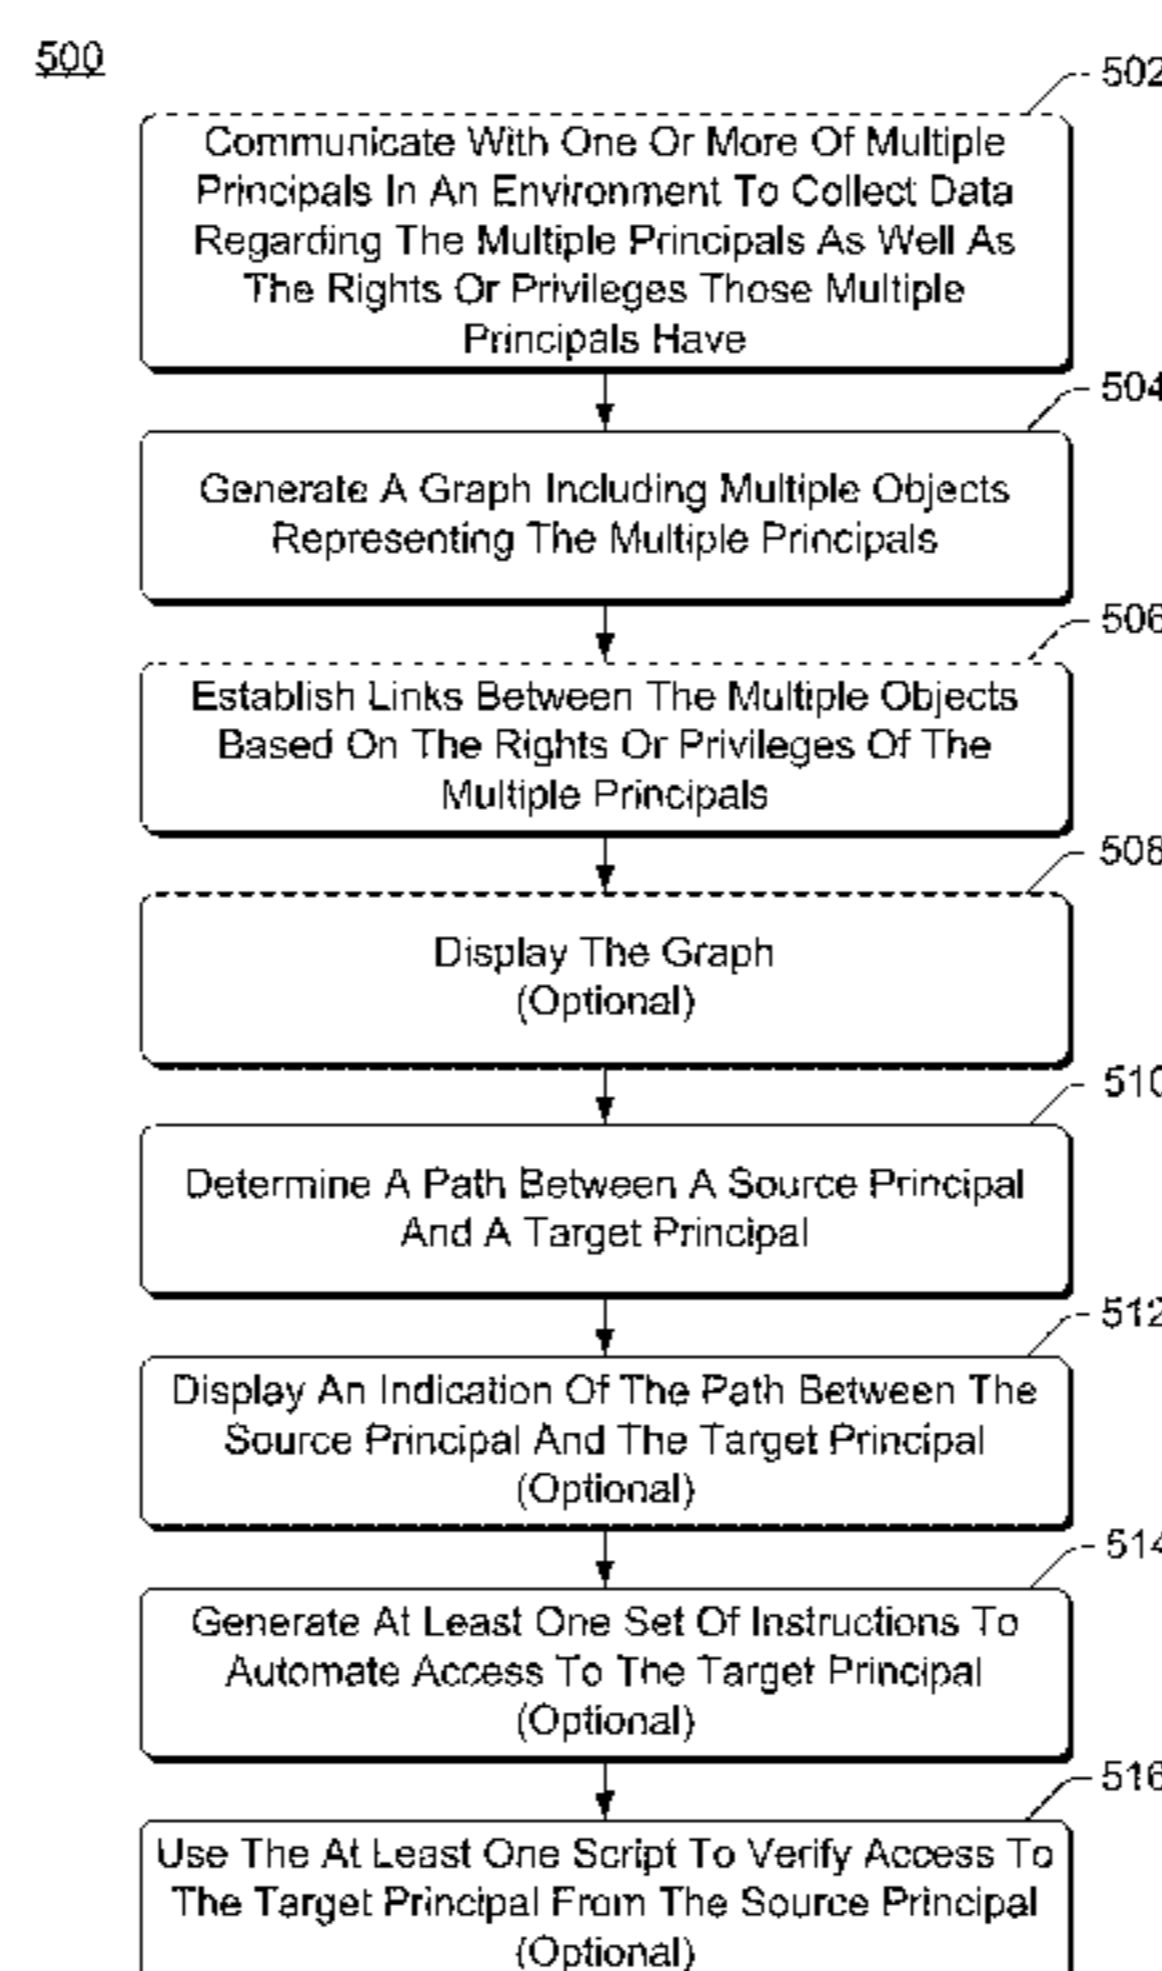 500
502
Communicate With One Or More Of Multiple
Principals In An Environment To Collect Data
Regarding The Multiple Principals As Well As
The Rights Or Privileges Those Multiple
Principals Have
504
Generate A Graph Including Multiple Objects
Representing The Multiple Principals
506
Establish Links Between The Multiple Objects
Based On The Rights Or Privileges Of The
Multiple Principals
508
Display The Graph
(Optional)
510
Determine A Path Between A Source Principal
And A Target Principal
512
Display An Indication Of The Path Between The
Source Principal And The Target Principal
(Optional)
514
Generate At Least One Set Of Instructions To
Automate Access To The Target Principal
(Optional)
516
Use The At Least One Script To Verify Access To
The Target Principal From The Source Principal
(Optional)